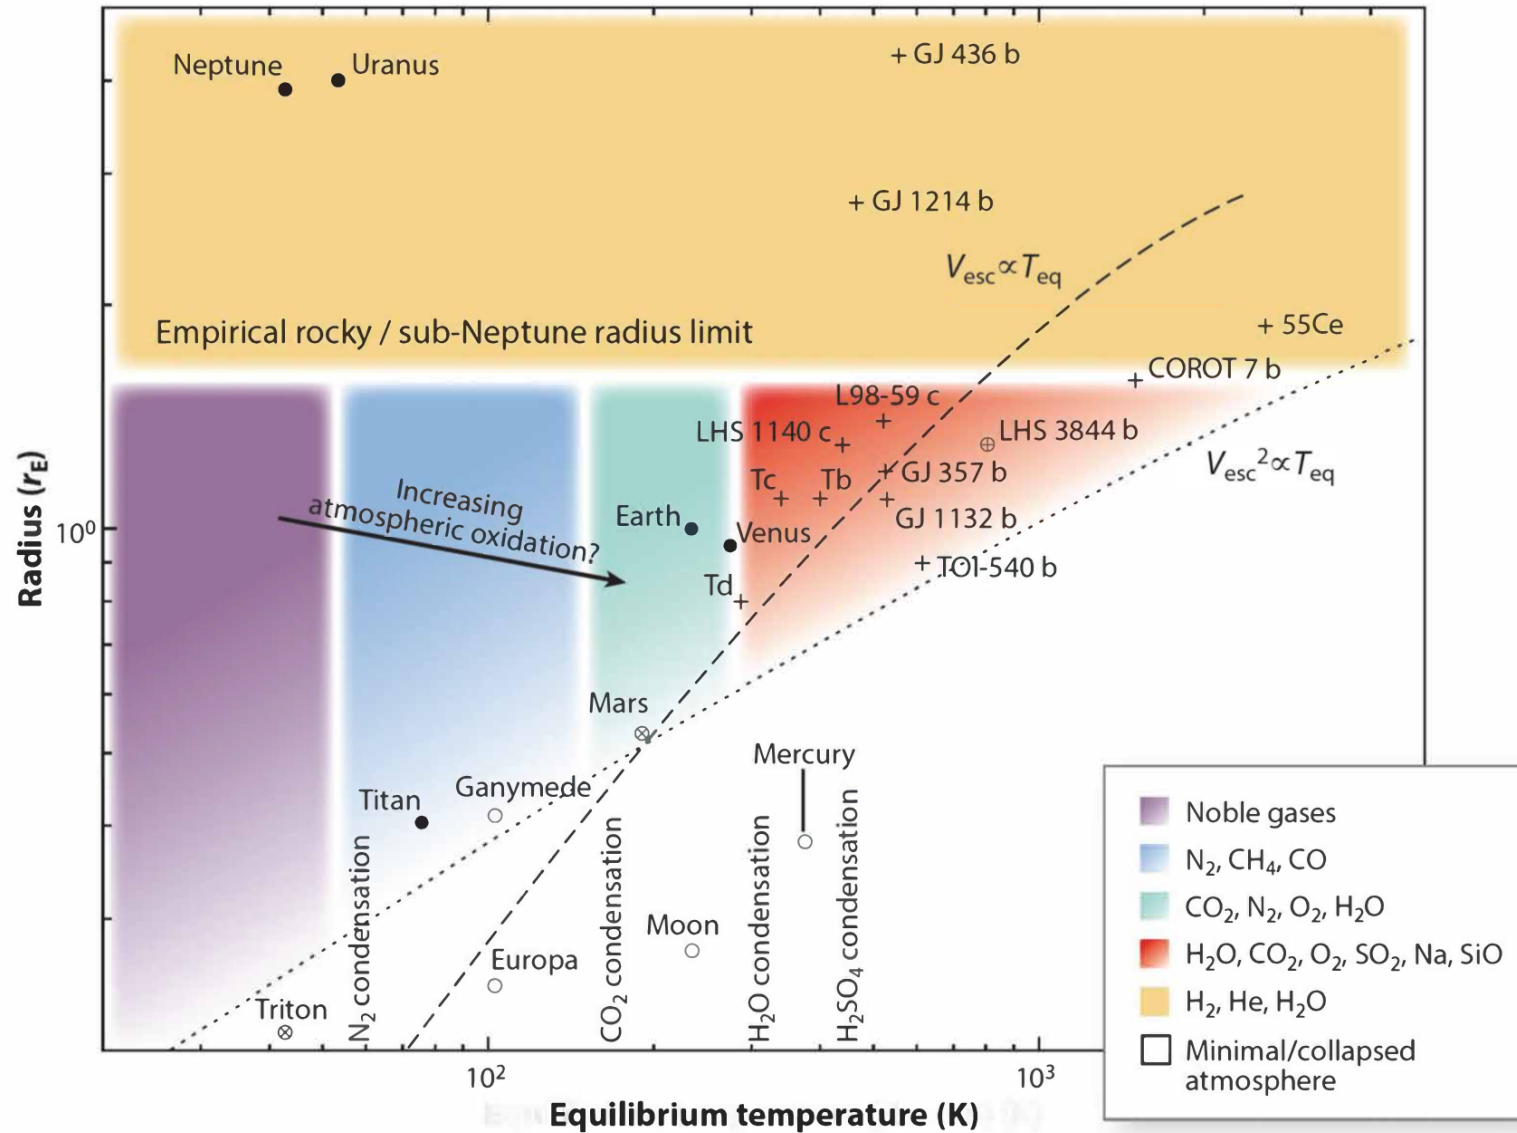 Neptune
Uranus
+ GJ 436 b
+ GJ 1214 b
Vesc∝Teq
Empirical rocky / sub-Neptune radius limit
+ 55Ce
COROT 7 b
L98-59 c
LHS 1140 c
LHS 3844 b
Vesc²∝Teq
GJ 357 b
Tc
Tb
Increasing
atmospheric oxidation?
Earth
Venus
GJ 1132 b
TOI-540 b
Td
Mars
Mercury
Titan
Ganymede
Moon
Europa
Triton
N₂ condensation
CO₂ condensation
H₂O condensation
H₂SO₄ condensation
Radius (rE)
10⁰
10²
10³
Equilibrium temperature (K)
Noble gases
N₂, CH₄, CO
CO₂, N₂, O₂, H₂O
H₂O, CO₂, O₂, SO₂, Na, SiO
H₂, He, H₂O
Minimal/collapsed
atmosphere